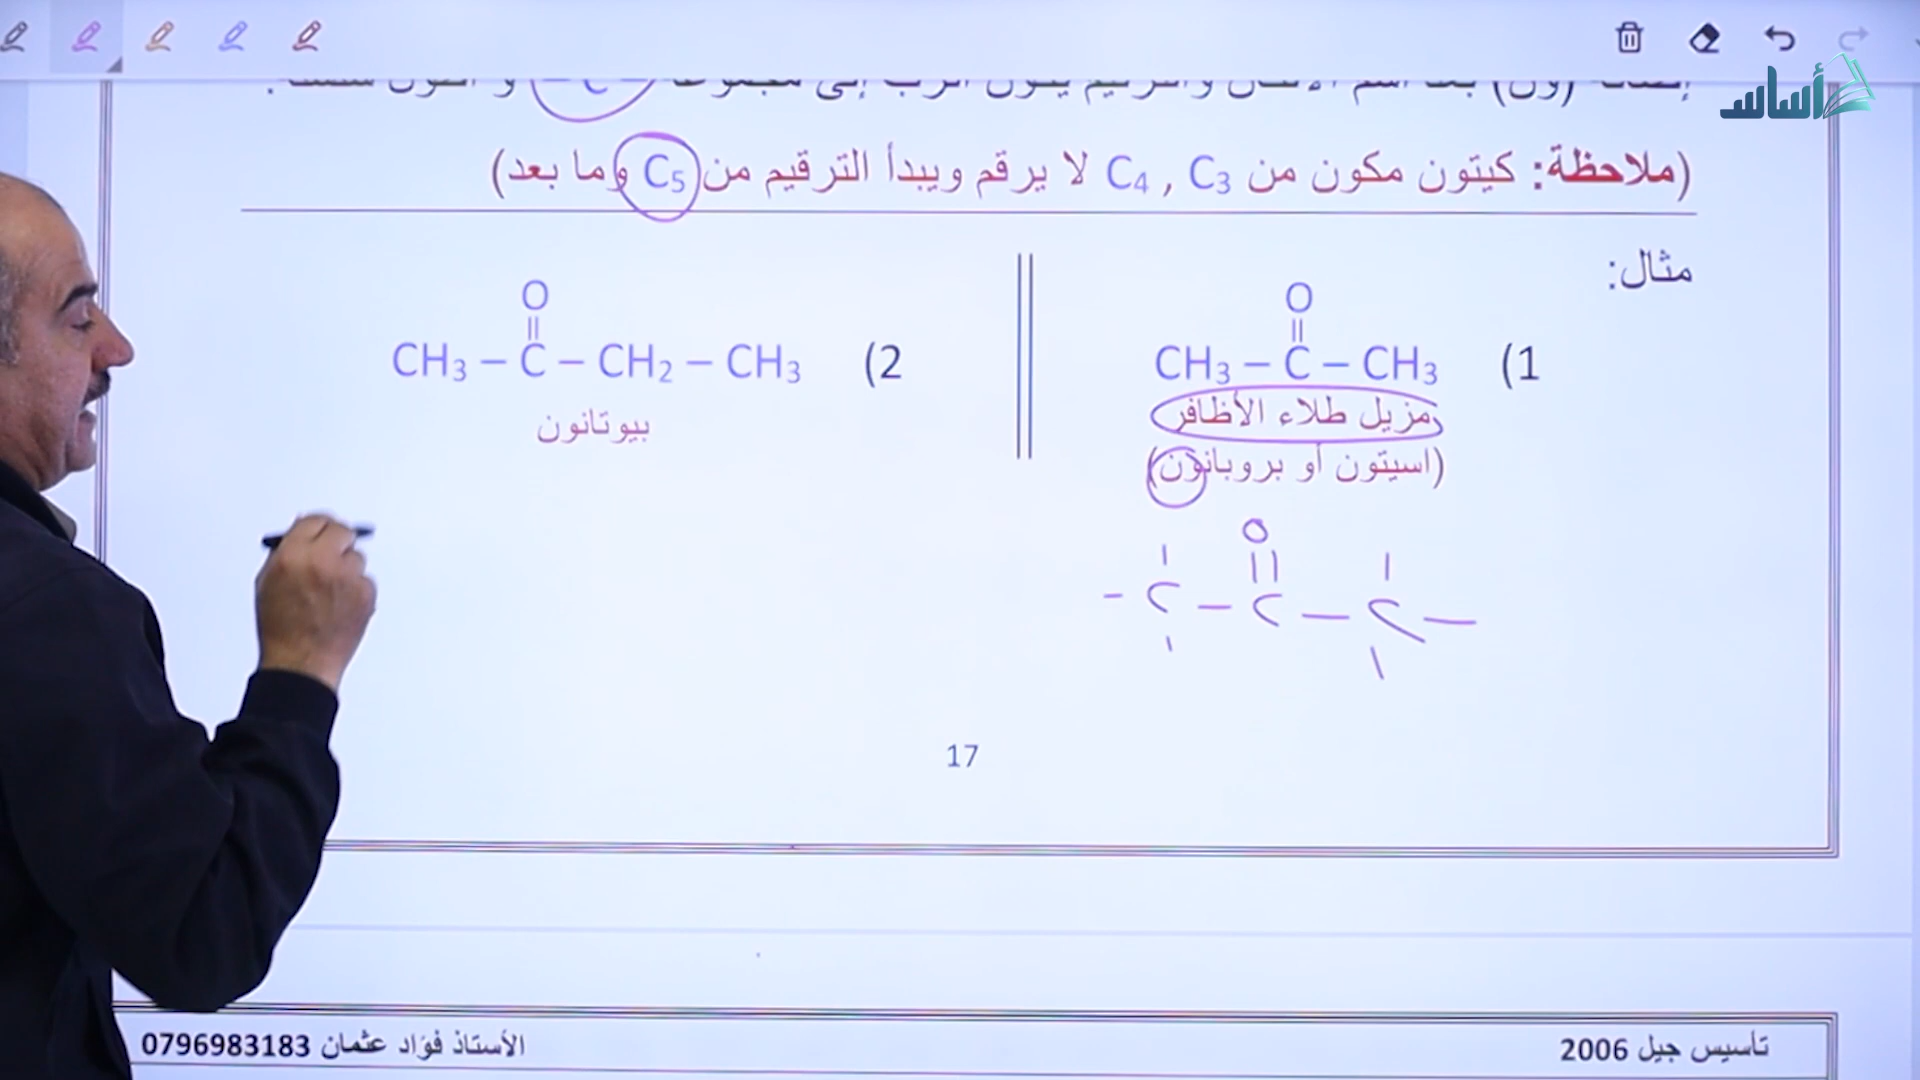 أساس
(ملاحظة: كيتون مكون من C₃ , C₄ لا يرقم ويبدأ الترقيم من C₅ وما بعد)
مثال:
1)
O
||
CH₃ – C – CH₃
مزيل طلاء الأظافر
(اسيتون أو بروبانون)
O
C – C – C
2)
O
||
CH₃ – C – CH₂ – CH₃
بيوتانون
17
تأسيس جيل 2006
الأستاذ فؤاد عثمان 0796983183